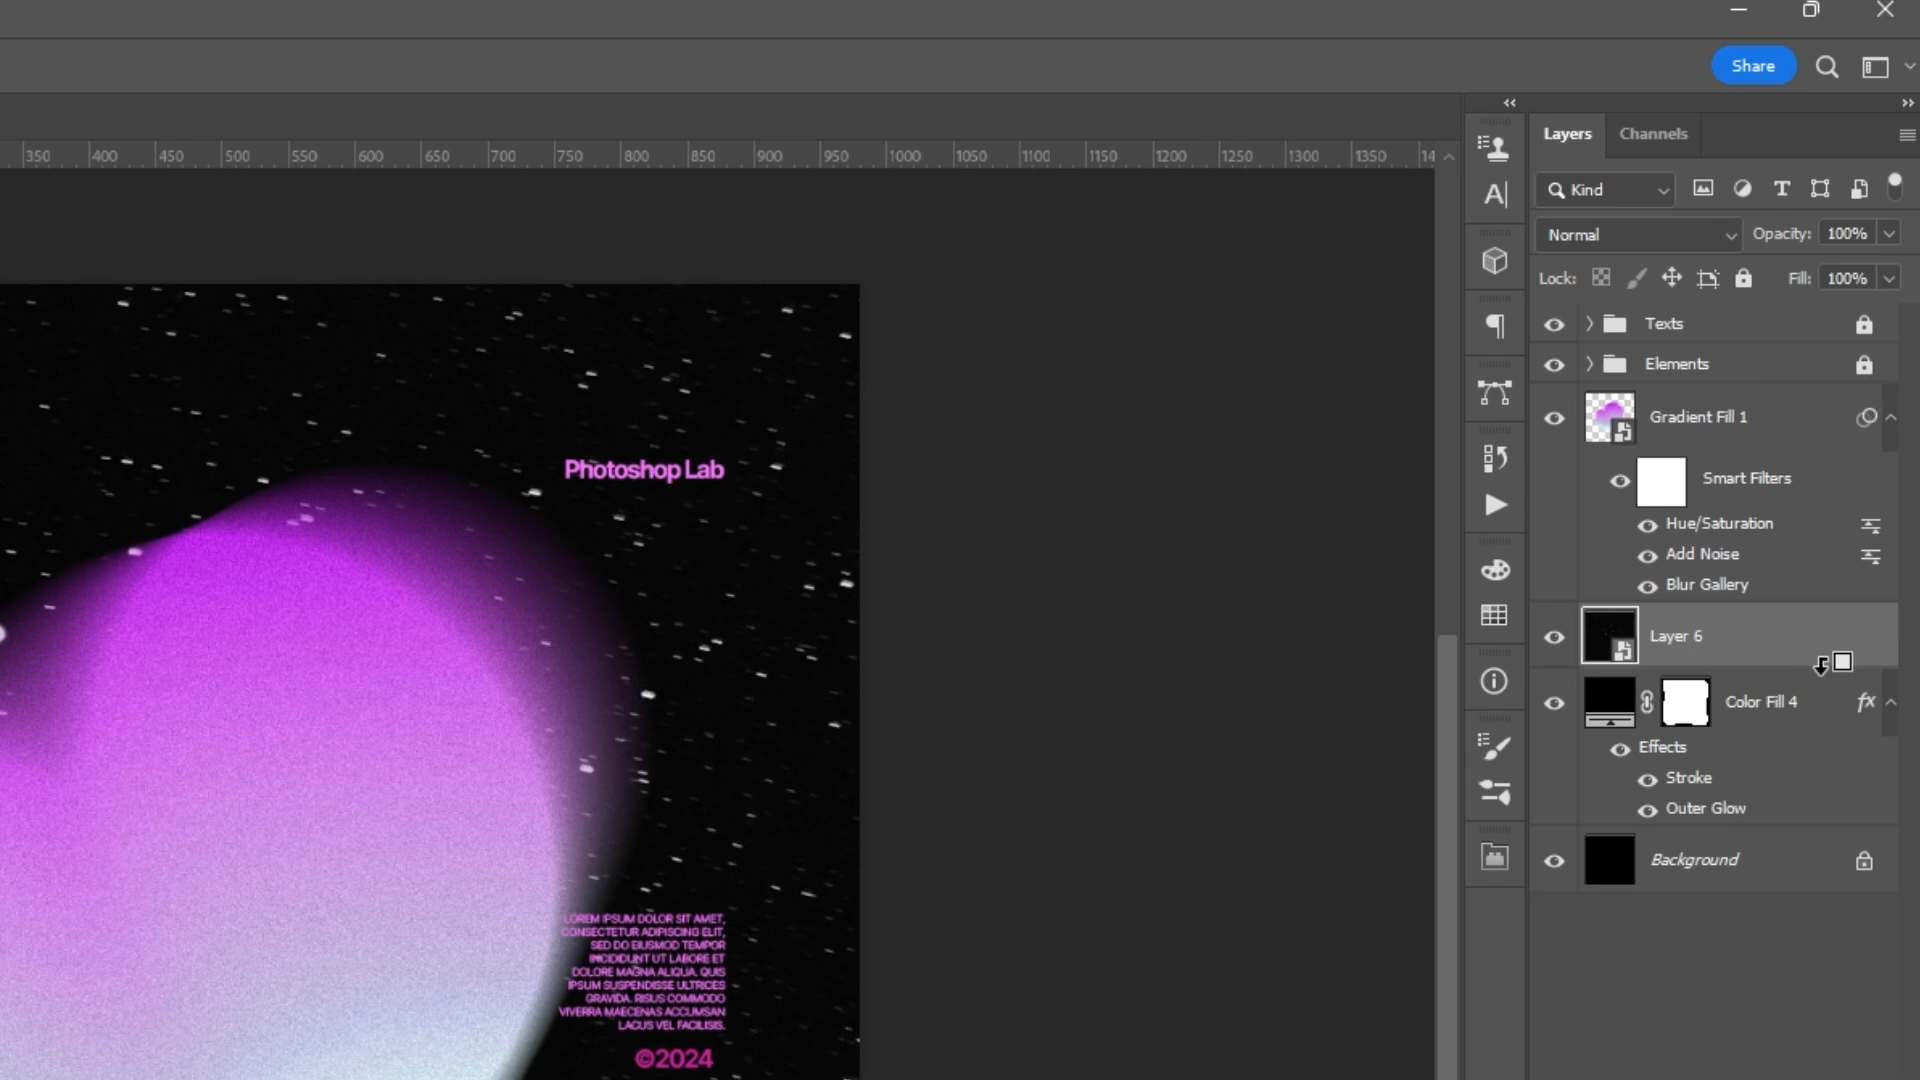 Share
350 400 450 500 550 600 650 700 750 800 850 900 950 1000 1050 1100 1150 1200 1250 1300 1350 14
Layers Channels
Kind
Normal Opacity: 100%
Lock: Fill: 100%
Texts
Elements
Gradient Fill 1
Smart Filters
Hue/Saturation
Add Noise
Blur Gallery
Layer 6
Color Fill 4 fx
Effects
Stroke
Outer Glow
Background
Photoshop Lab
LOREM IPSUM DOLOR SIT AMET,
CONSECTETUR ADIPISCING ELIT,
SED DO EIUSMOD TEMPOR
INCIDIDUNT UT LABORE ET
DOLORE MAGNA ALIQUA. QUIS
IPSUM SUSPENDISSE ULTRICES
GRAVIDA. RISUS COMMODO
VIVERRA MAECENAS ACCUMSAN
LACUS VEL FACILISIS.
©2024